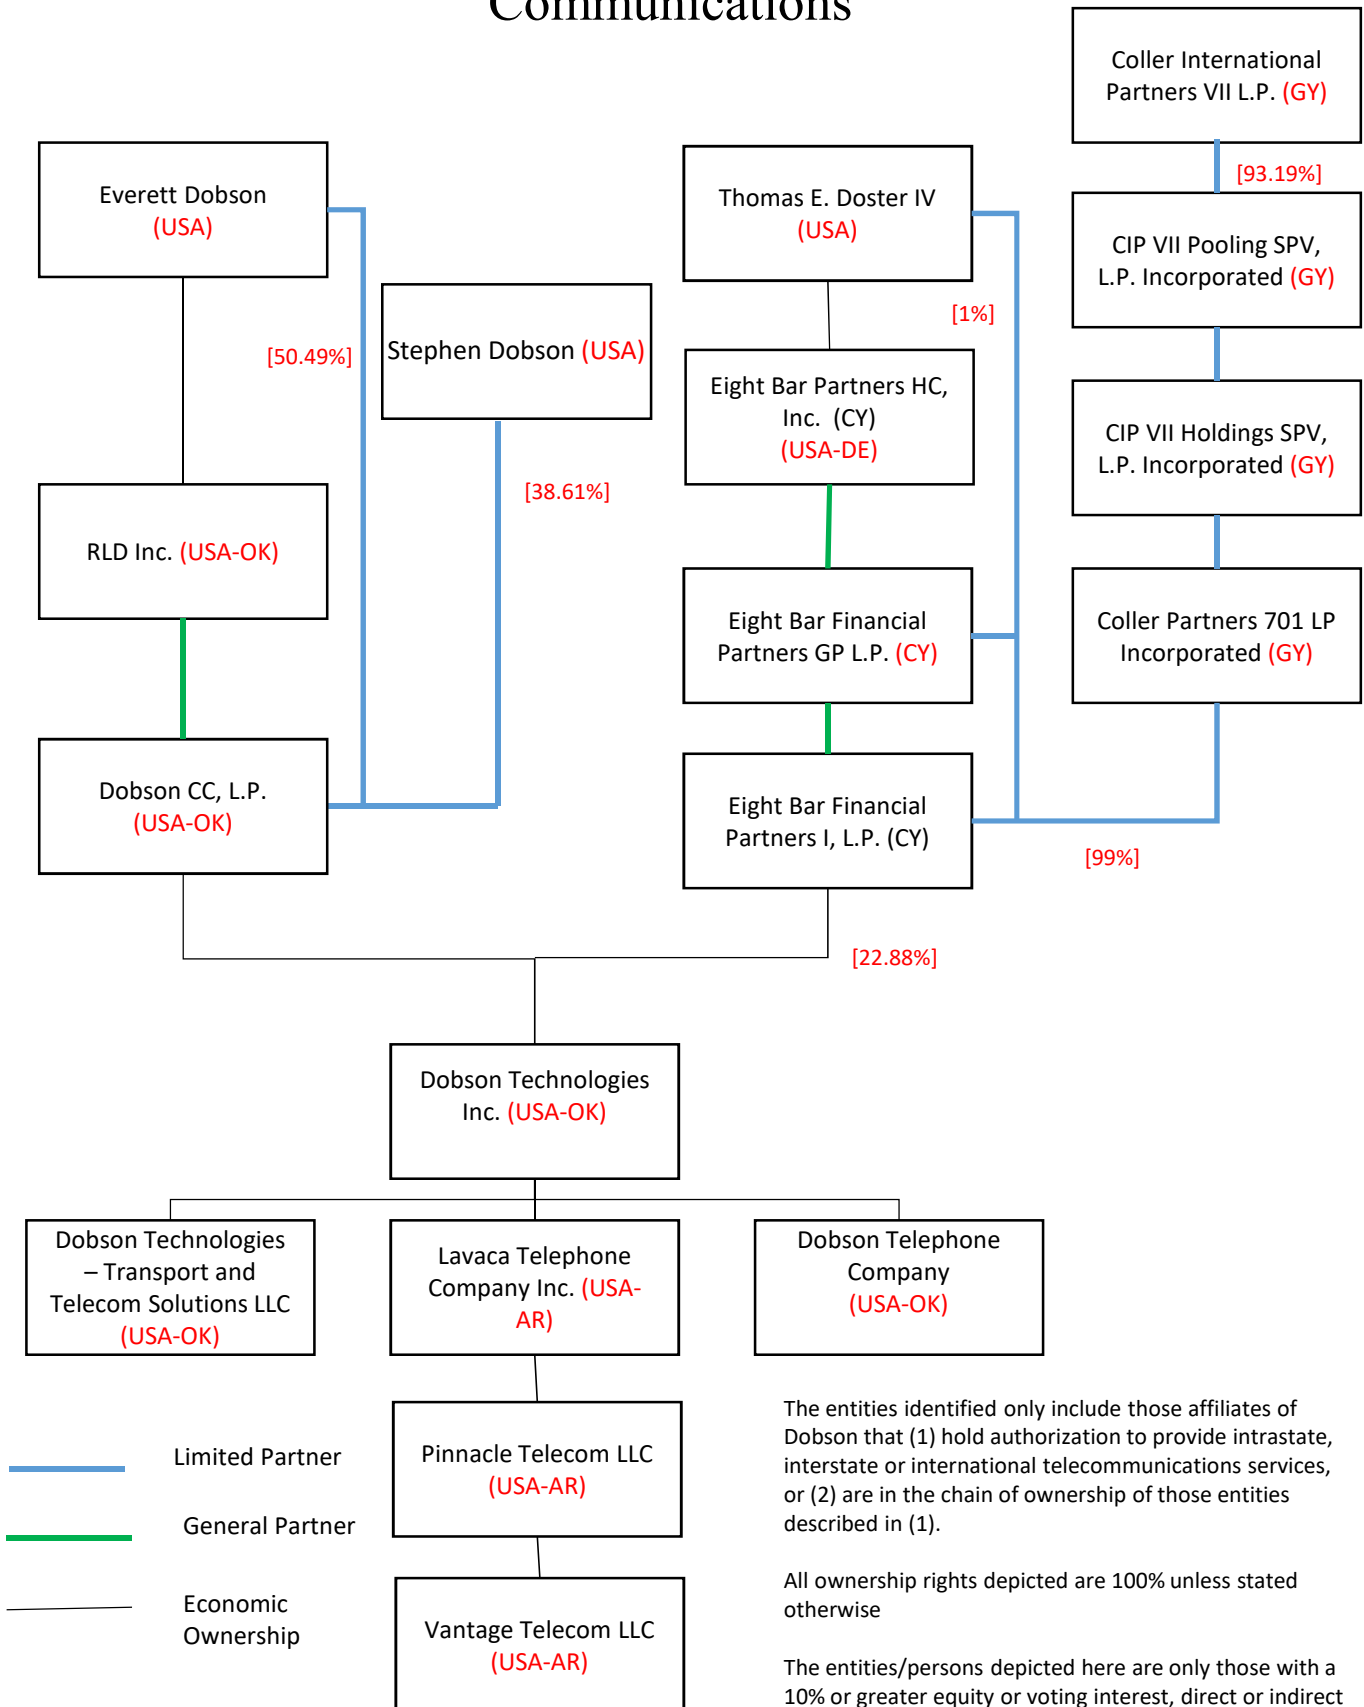 Communications
Coller International
Partners VII L.P. (GY)
[93.19%]
Everett Dobson
(USA)
Thomas E. Doster IV
(USA)
CIP VII Pooling SPV,
L.P. Incorporated (GY)
[50.49%]
Stephen Dobson (USA)
[1%]
Eight Bar Partners HC,
Inc.  (CY)
(USA-DE)
CIP VII Holdings SPV,
L.P. Incorporated (GY)
[38.61%]
RLD Inc. (USA-OK)
Eight Bar Financial
Partners GP L.P. (CY)
Coller Partners 701 LP
Incorporated (GY)
Dobson CC, L.P.
(USA-OK)
Eight Bar Financial
Partners I, L.P. (CY)
[99%]
[22.88%]
Dobson Technologies
Inc. (USA-OK)
Dobson Technologies
– Transport and
Telecom Solutions LLC
(USA-OK)
Lavaca Telephone
Company Inc. (USA-
AR)
Dobson Telephone
Company
(USA-OK)
Limited Partner
General Partner
Economic
Ownership
Pinnacle Telecom LLC
(USA-AR)
Vantage Telecom LLC
(USA-AR)
The entities identified only include those affiliates of
Dobson that (1) hold authorization to provide intrastate,
interstate or international telecommunications services,
or (2) are in the chain of ownership of those entities
described in (1).
All ownership rights depicted are 100% unless stated
otherwise
The entities/persons depicted here are only those with a
10% or greater equity or voting interest, direct or indirect